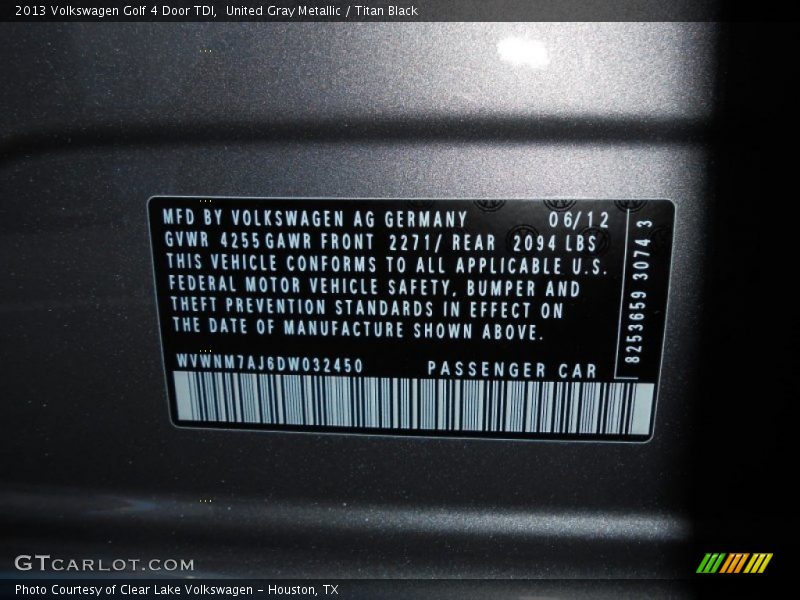 2013 Volkswagen Golf 4 Door TDI,  United Gray Metallic / Titan Black
MFD BY VOLKSWAGEN AG GERMANY 06/12
GVWR 4255 GAWR FRONT 2271/ REAR 2094 LBS
THIS VEHICLE CONFORMS TO ALL APPLICABLE U.S.
FEDERAL MOTOR VEHICLE SAFETY, BUMPER AND
THEFT PREVENTION STANDARDS IN EFFECT ON
THE DATE OF MANUFACTURE SHOWN ABOVE.
WVWNM7AJ6DW032450 PASSENGER CAR
8253659 3074 3
GTCARLOT.COM
Photo Courtesy of Clear Lake Volkswagen - Houston, TX